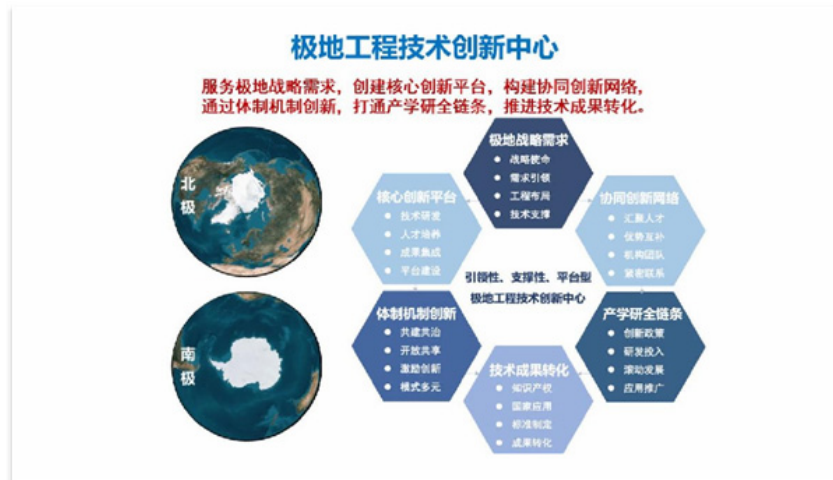 极地工程技术创新中心
服务极地战略需求，创建核心创新平台，构建协同创新网络，
通过体制机制创新，打通产学研全链条，推进技术成果转化。
北
极
南
极
极地战略需求
● 战略使命
● 需求引领
● 工程布局
● 技术支撑
核心创新平台
● 技术研发
● 人才培养
● 成果集成
● 平台建设
协同创新网络
● 汇聚人才
● 优势互补
● 机构团队
● 紧密联系
引领性、支撑性、平台型
极地工程技术创新中心
体制机制创新
● 共建共治
● 开放共享
● 激励创新
● 模式多元
产学研全链条
● 创新政策
● 研发投入
● 滚动发展
● 应用推广
技术成果转化
● 知识产权
● 国家应用
● 标准制定
● 成果转化